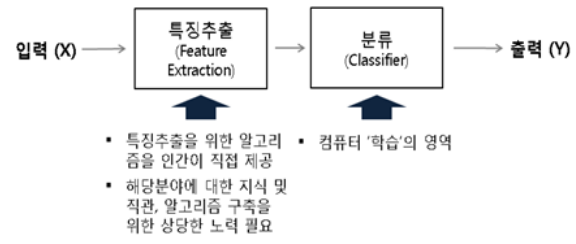 입력 (X)
특징추출
(Feature
Extraction)
분류
(Classifier)
출력 (Y)
▪ 특징추출을 위한 알고리
즘을 인간이 직접 제공
▪ 해당분야에 대한 지식 및
직관, 알고리즘 구축을
위한 상당한 노력 필요
▪ 컴퓨터 '학습'의 영역